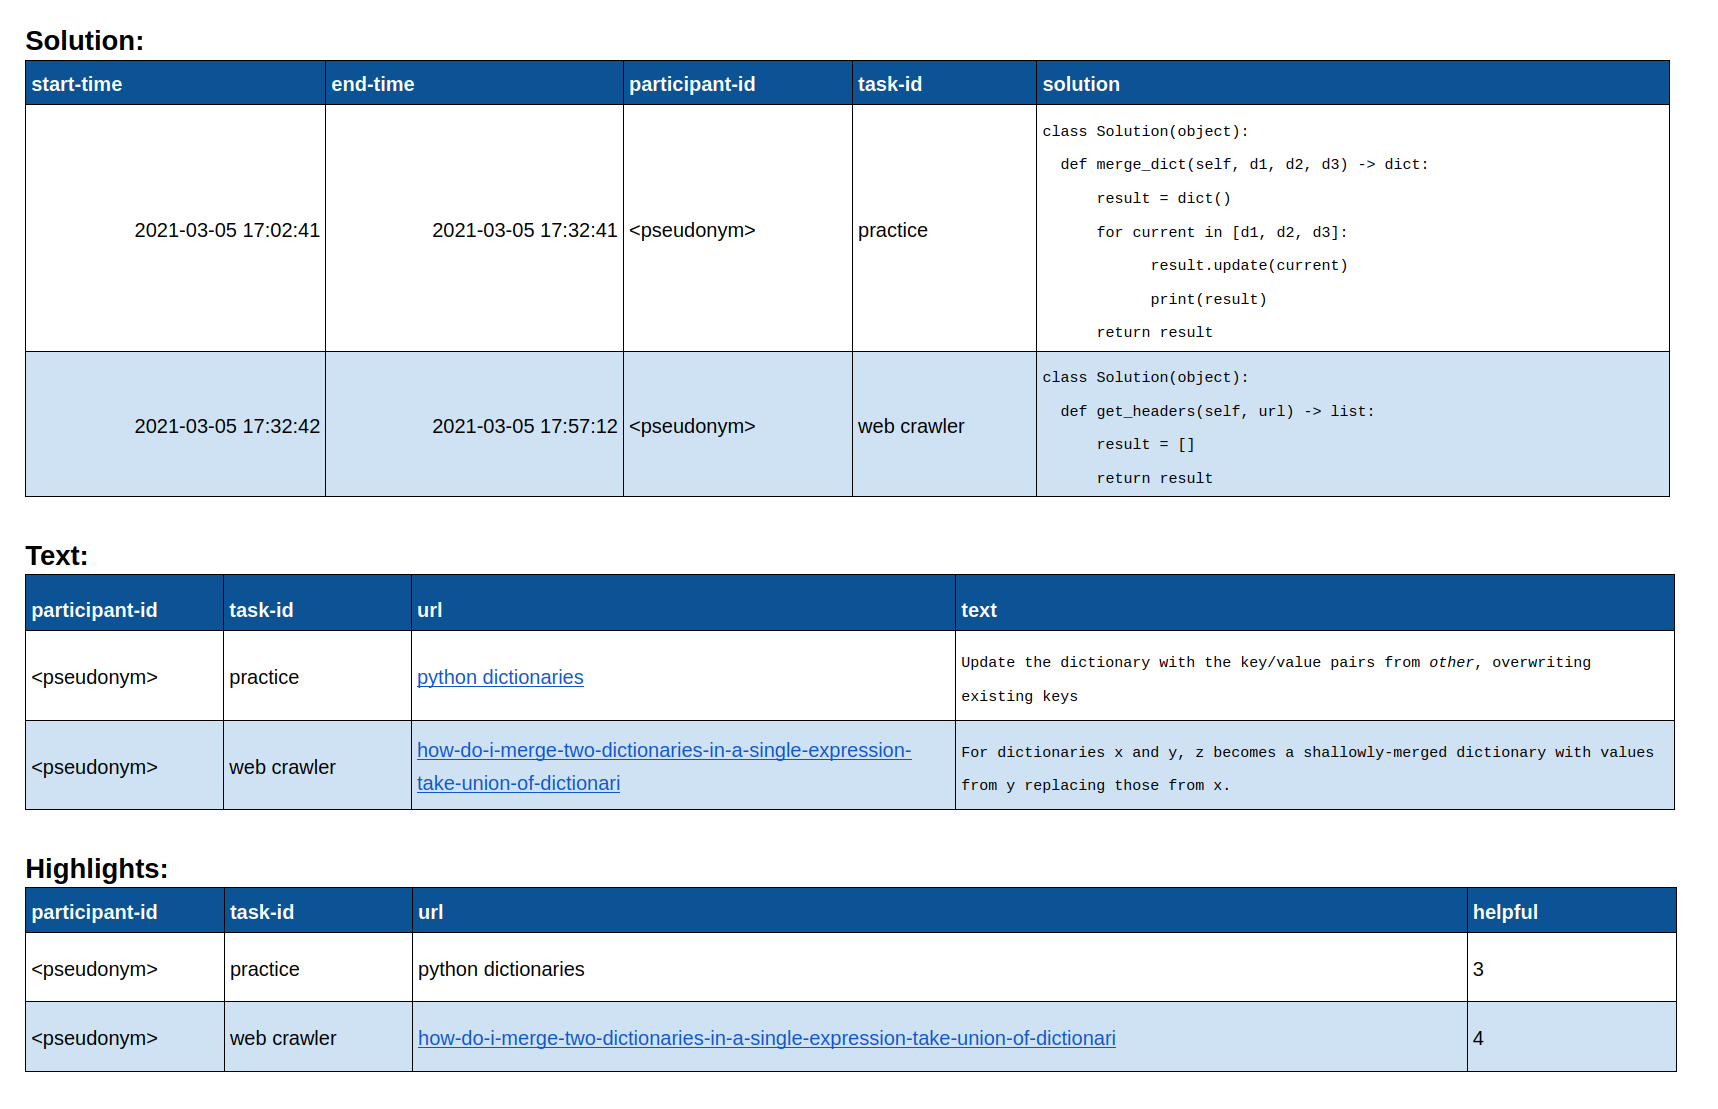 Solution:
start-time end-time participant-id task-id solution
2021-03-05 17:02:41 2021-03-05 17:32:41 <pseudonym> practice
class Solution(object):
def merge_dict(self, d1, d2, d3) -> dict:
result = dict()
for current in [d1, d2, d3]:
result.update(current)
print(result)
return result
2021-03-05 17:32:42 2021-03-05 17:57:12 <pseudonym> web crawler
class Solution(object):
def get_headers(self, url) -> list:
result = []
return result
Text:
participant-id task-id url text
<pseudonym> practice python dictionaries
Update the dictionary with the key/value pairs from other, overwriting
existing keys
<pseudonym> web crawler
how-do-i-merge-two-dictionaries-in-a-single-expression-
take-union-of-dictionari
For dictionaries x and y, z becomes a shallowly-merged dictionary with values
from y replacing those from x.
Highlights:
participant-id task-id url helpful
<pseudonym> practice python dictionaries 3
<pseudonym> web crawler how-do-i-merge-two-dictionaries-in-a-single-expression-take-union-of-dictionari 4